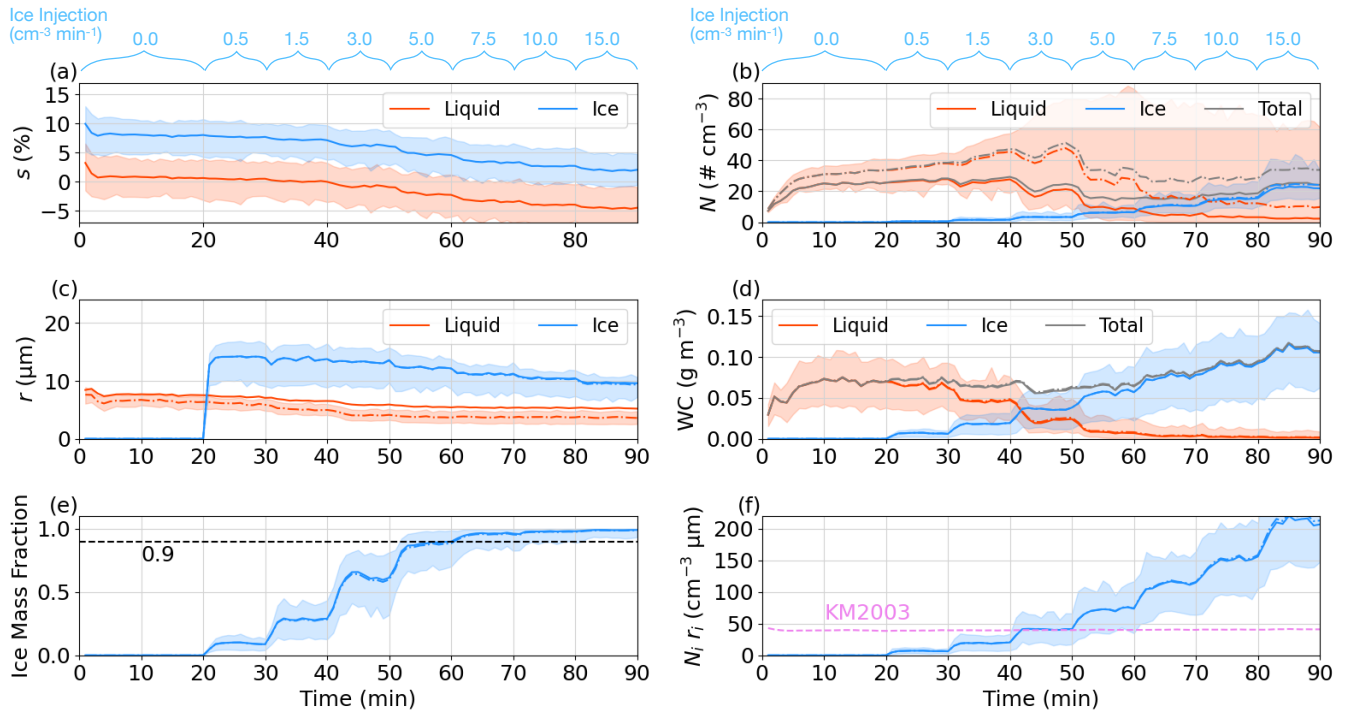 Ice Injection
(cm⁻³ min⁻¹)
0.0 0.5 1.5 3.0 5.0 7.5 10.0 15.0
(a)
Liquid Ice
s (%)
15
10
5
0
−5
0 20 40 60 80
Ice Injection
(cm⁻³ min⁻¹)
0.0 0.5 1.5 3.0 5.0 7.5 10.0 15.0
(b)
Liquid Ice Total
N (# cm⁻³)
80
60
40
20
0
0 10 20 30 40 50 60 70 80 90
(c)
Liquid Ice
r (μm)
20
10
0
0 10 20 30 40 50 60 70 80 90
(d)
Liquid Ice Total
WC (g m⁻³)
0.15
0.10
0.05
0.00
0 10 20 30 40 50 60 70 80 90
(e)
0.9
Ice Mass Fraction
1.0
0.5
0.0
0 10 20 30 40 50 60 70 80 90
Time (min)
(f)
KM2003
Nᵢ rᵢ (cm⁻³ μm)
200
150
100
50
0
0 10 20 30 40 50 60 70 80 90
Time (min)